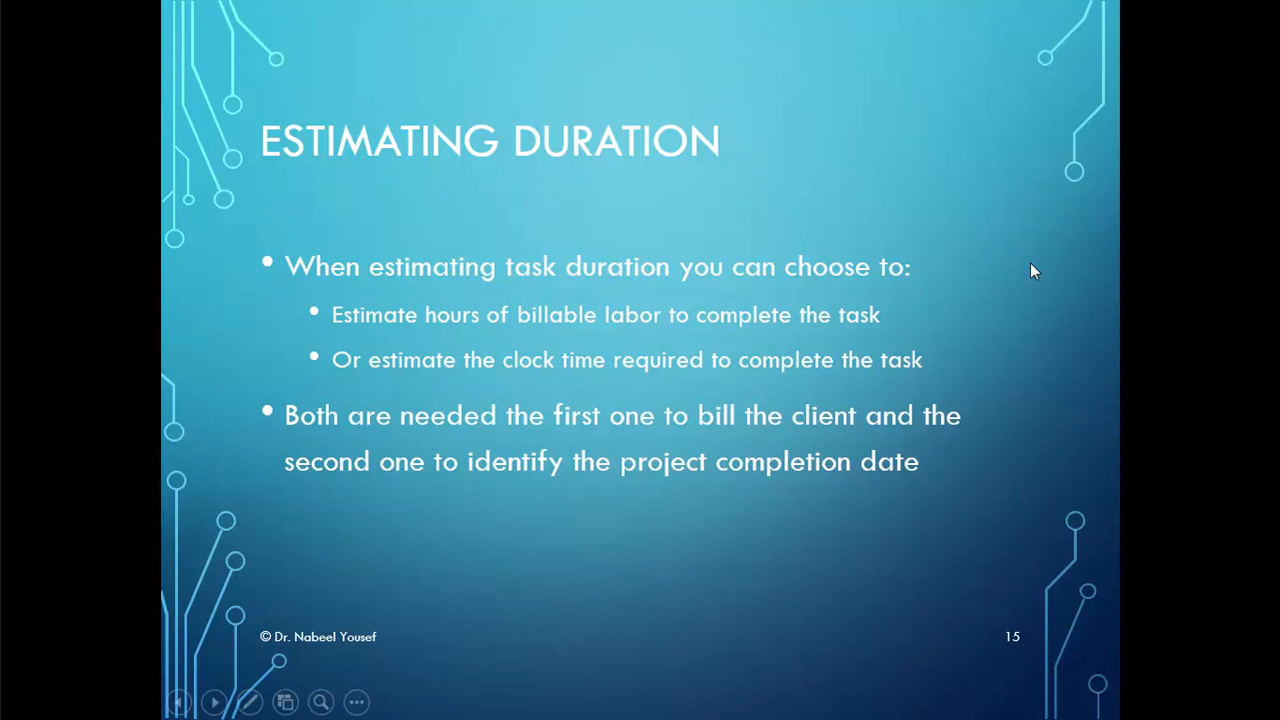 ESTIMATING DURATION
• When estimating task duration you can choose to:
• Estimate hours of billable labor to complete the task
• Or estimate the clock time required to complete the task
• Both are needed the first one to bill the client and the
second one to identify the project completion date
© Dr. Nabeel Yousef
15